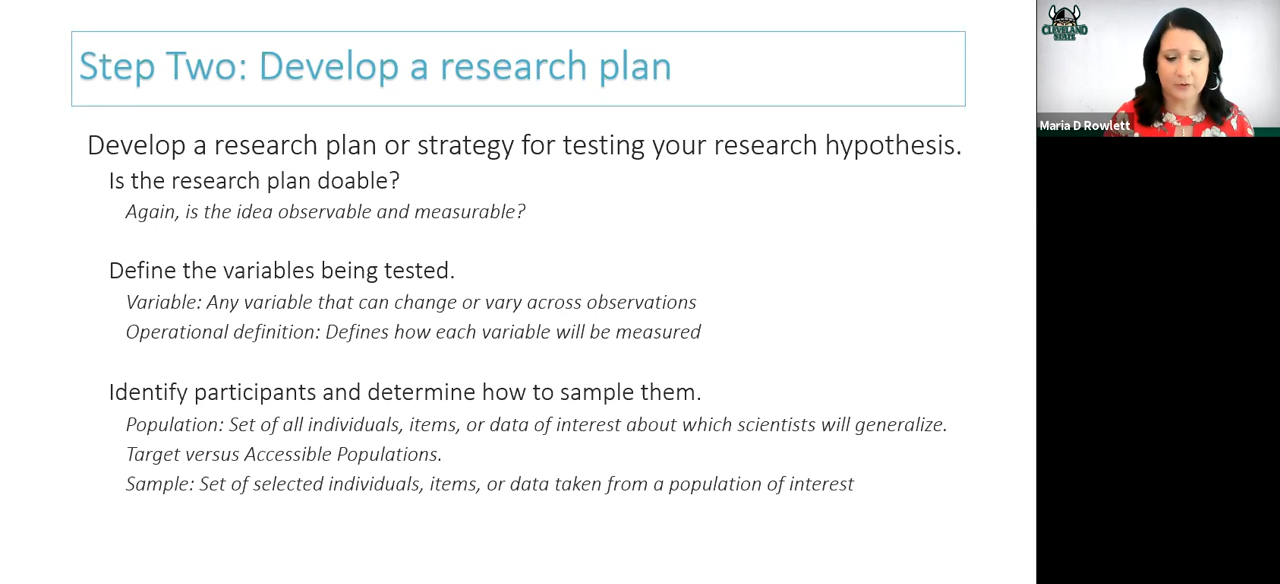 Step Two: Develop a research plan
Develop a research plan or strategy for testing your research hypothesis.
Is the research plan doable?
Again, is the idea observable and measurable?
Define the variables being tested.
Variable: Any variable that can change or vary across observations
Operational definition: Defines how each variable will be measured
Identify participants and determine how to sample them.
Population: Set of all individuals, items, or data of interest about which scientists will generalize.
Target versus Accessible Populations.
Sample: Set of selected individuals, items, or data taken from a population of interest
CLEVELAND
STATE
Maria D Rowlett